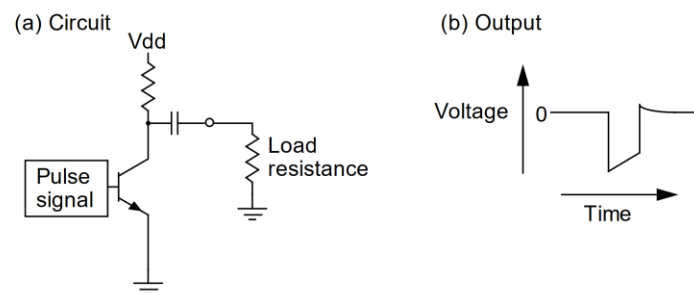 (a) Circuit
Vdd
Load
resistance
Pulse
signal
(b) Output
Voltage
0
Time